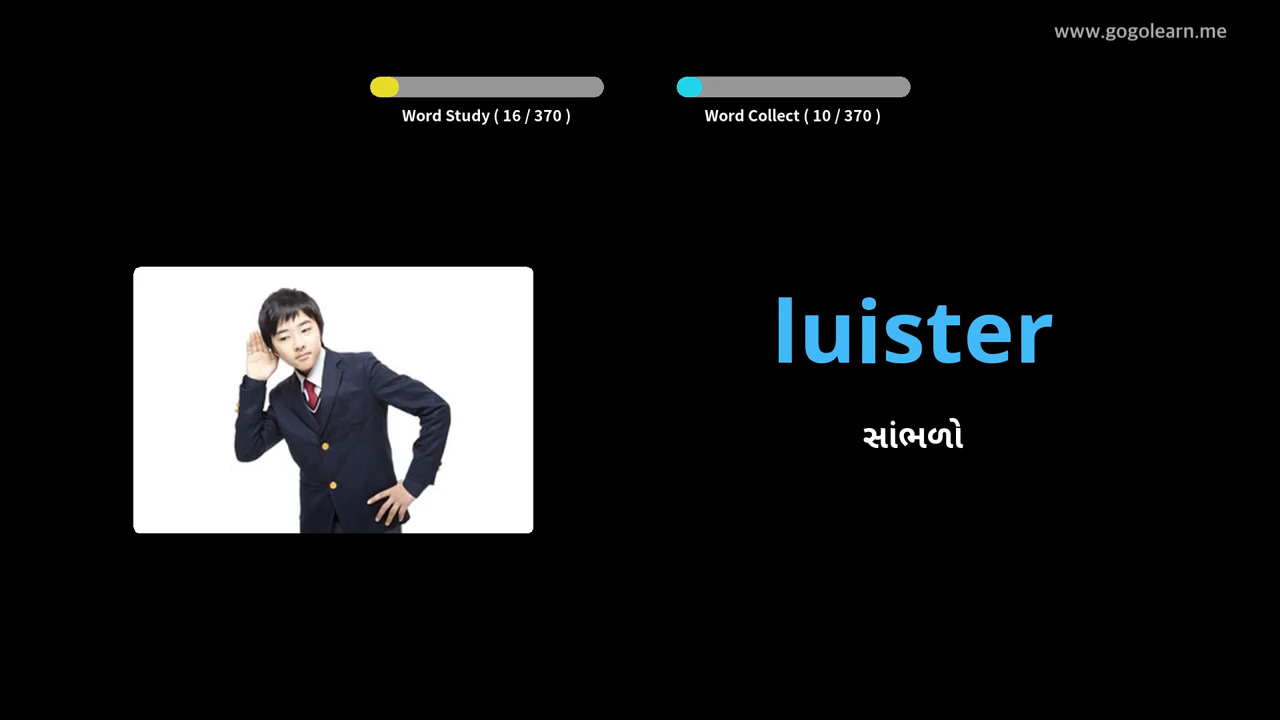 www.gogolearn.me
Word Study ( 16 / 370 )
Word Collect ( 10 / 370 )
luister
સાંભળો